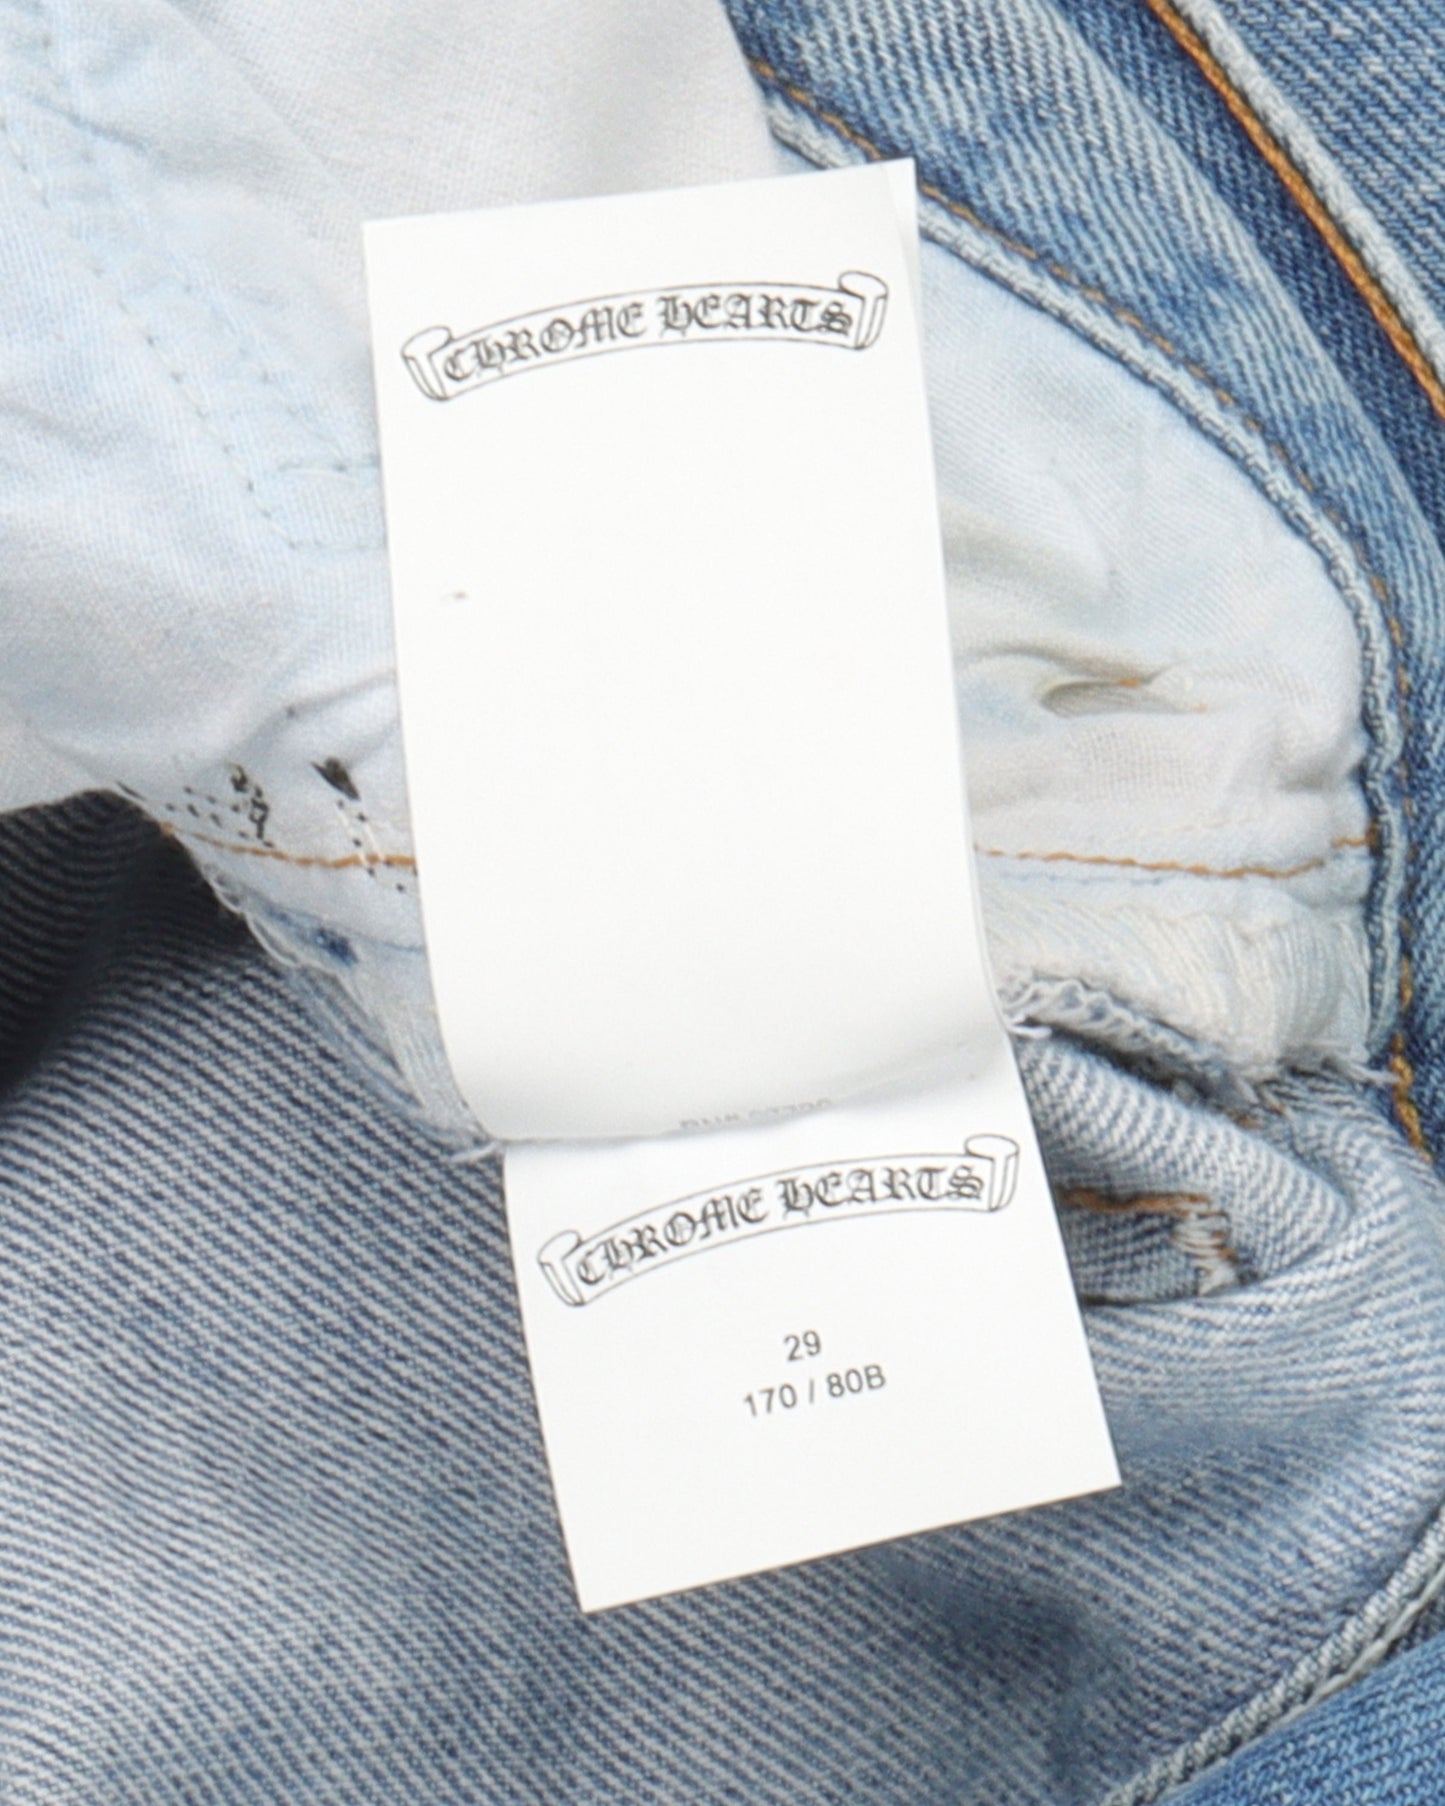 CHROME HEARTS
CHROME HEARTS
29
170 / 80B